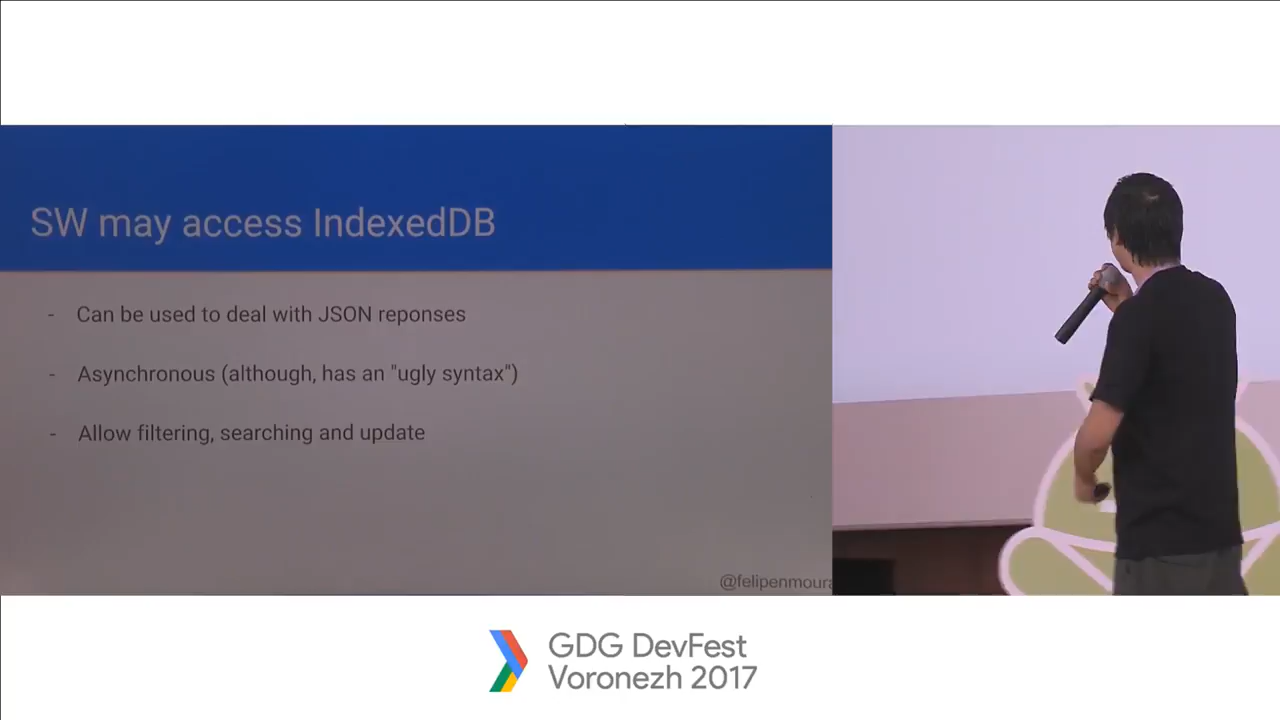 SW may access IndexedDB
- Can be used to deal with JSON reponses
- Asynchronous (although, has an "ugly syntax")
- Allow filtering, searching and update
@felipenmoura
GDG DevFest
Voronezh 2017